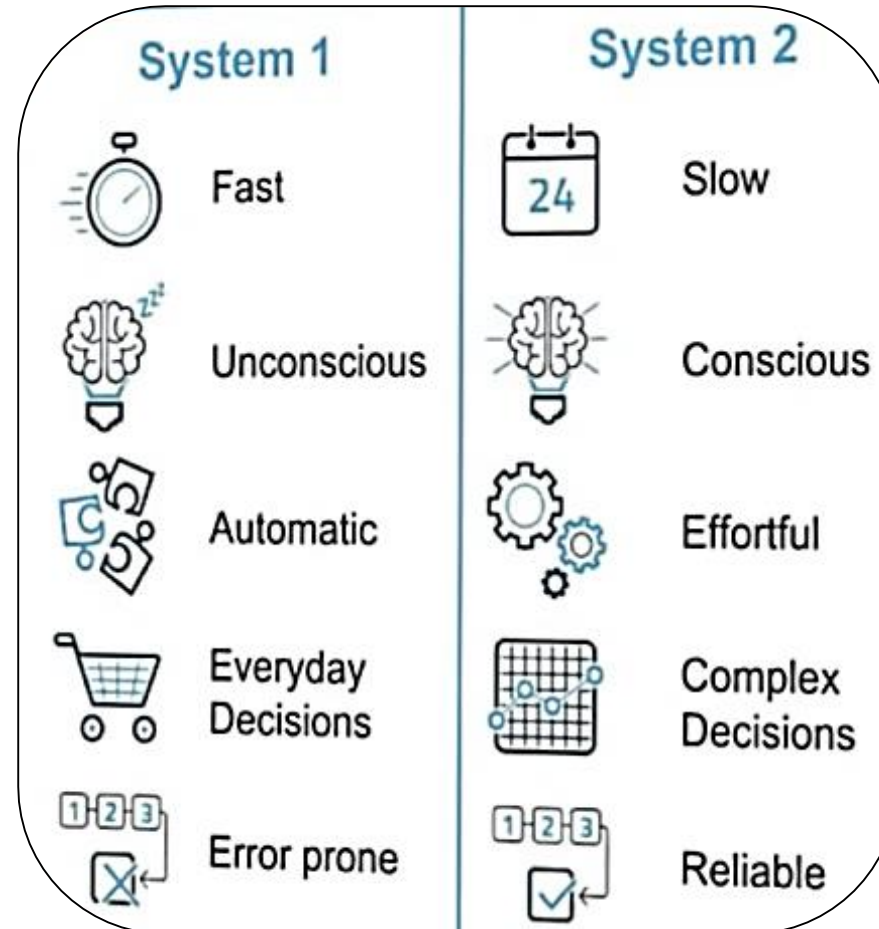 System 1
Fast
zzz
Unconscious
Automatic
Everyday
Decisions
1 2 3
Error prone
System 2
24
Slow
Conscious
Effortful
Complex
Decisions
1 2 3
Reliable